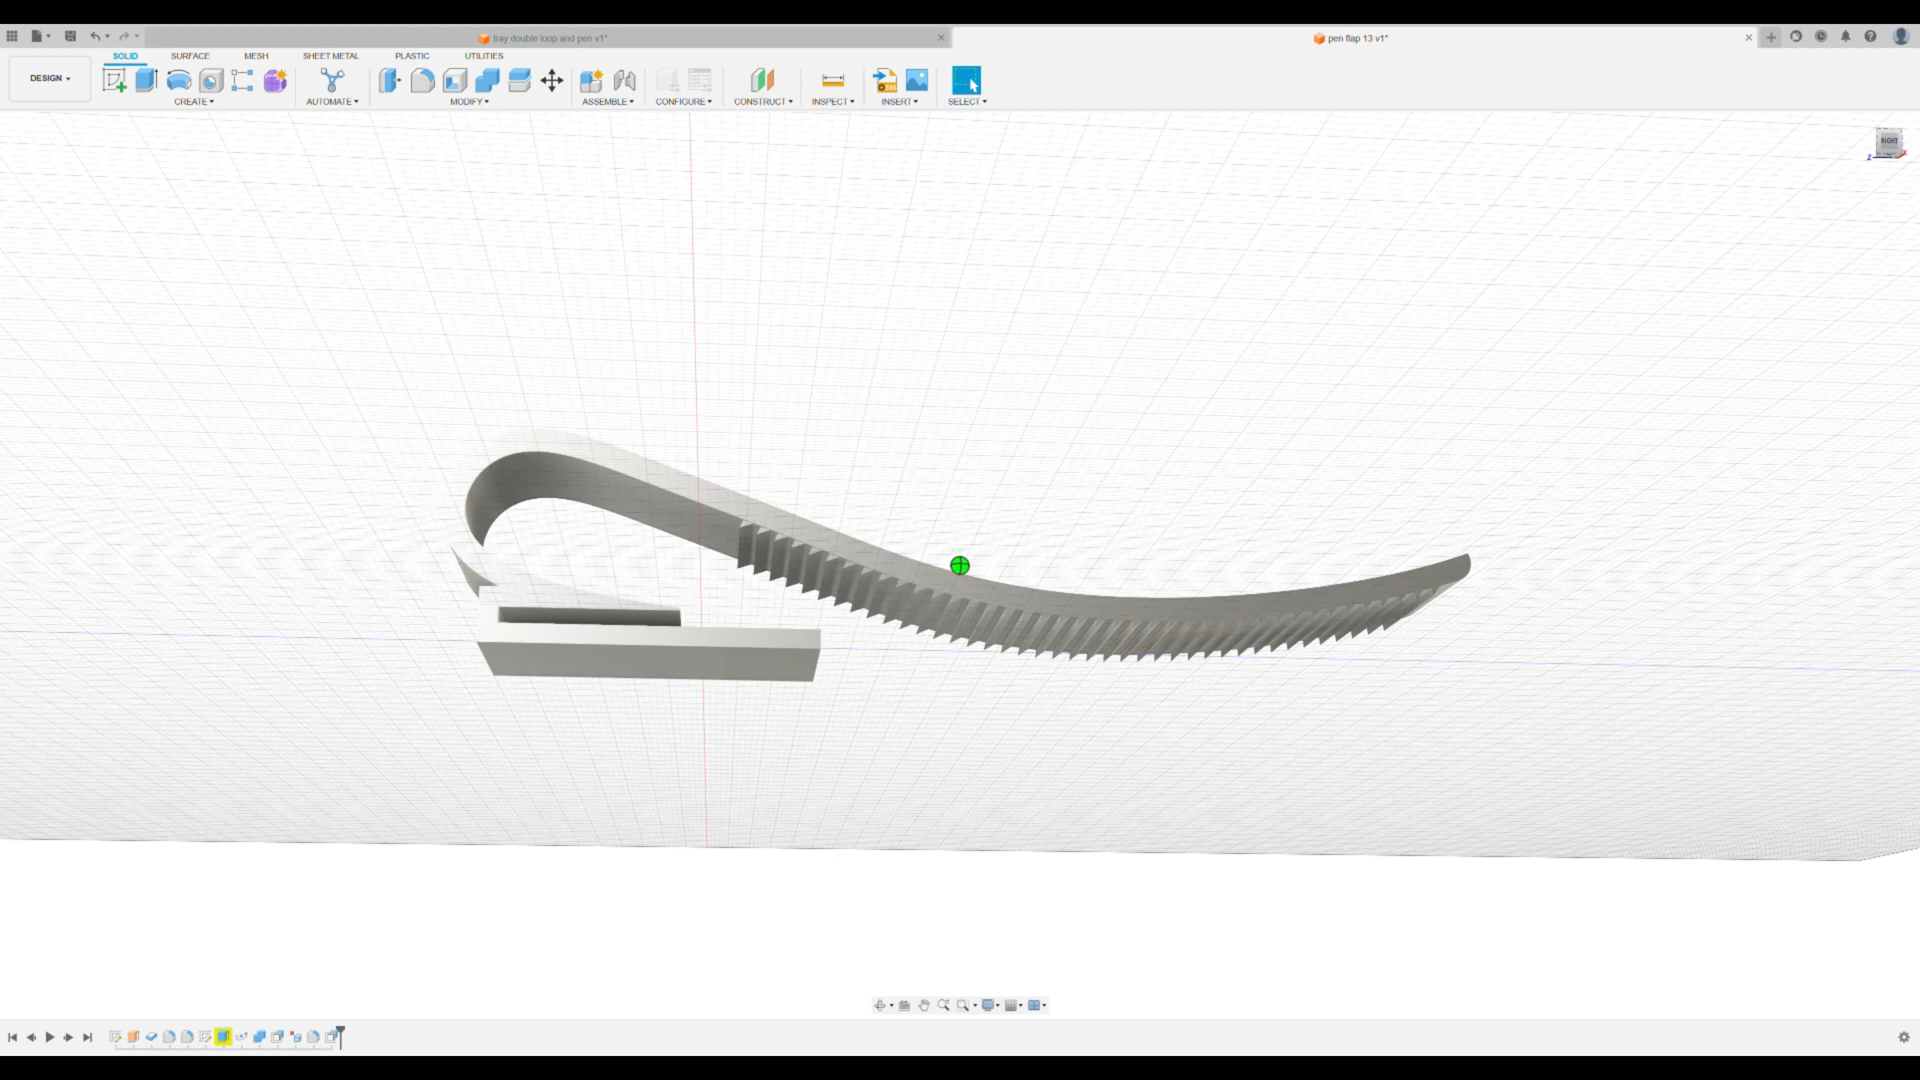 tray double loop and pen v1*
pen flap 13 v1*
SOLID
SURFACE
MESH
SHEET METAL
PLASTIC
UTILITIES
DESIGN
CREATE
AUTOMATE
MODIFY
ASSEMBLE
CONFIGURE
CONSTRUCT
INSPECT
INSERT
SELECT
RIGHT
Z
X